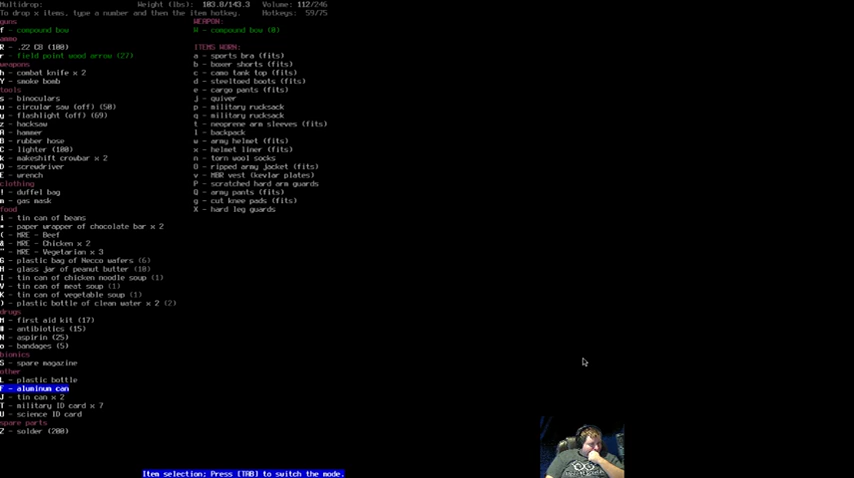 Multidrop: Weight (lbs): 103.8/143.3 Volume: 112/246
To drop x items, type a number and then the item hotkey. Hotkeys: 59/75
guns
f - compound bow
ammo
R - .22 CB (100)
r - field point wood arrow (27)
weapons
h - combat knife x 2
Y - smoke bomb
tools
s - binoculars
u - circular saw (off) (58)
y - flashlight (off) (69)
z - hacksaw
A - hammer
B - rubber hose
C - lighter (100)
k - makeshift crowbar x 2
D - screwdriver
E - wrench
clothing
! - duffel bag
m - gas mask
food
i - tin can of beans
* - paper wrapper of chocolate bar x 2
( - MRE - Beef
& - MRE - Chicken x 2
" - MRE - Vegetarian x 3
G - plastic bag of Necco wafers (6)
H - glass jar of peanut butter (10)
I - tin can of chicken noodle soup (1)
V - tin can of meat soup (1)
K - tin can of vegetable soup (1)
) - plastic bottle of clean water x 2 (2)
drugs
M - first aid kit (17)
# - antibiotics (15)
N - aspirin (25)
o - bandages (5)
bionics
S - spare magazine
other
L - plastic bottle
F - aluminum can
J - tin can x 2
T - military ID card x 7
U - science ID card
spare parts
Z - solder (200)
WEAPON:
W - compound bow (0)
ITEMS WORN:
a - sports bra (fits)
b - boxer shorts (fits)
c - camo tank top (fits)
d - steeltoed boots (fits)
e - cargo pants (fits)
j - quiver
p - military rucksack
q - military rucksack
t - neoprene arm sleeves (fits)
l - backpack
w - army helmet (fits)
x - helmet liner (fits)
n - torn wool socks
O - ripped army jacket (fits)
v - MBR vest (kevlar plates)
P - scratched hard arm guards
Q - army pants (fits)
g - cut knee pads (fits)
X - hard leg guards
Item selection; Press [TAB] to switch the mode.